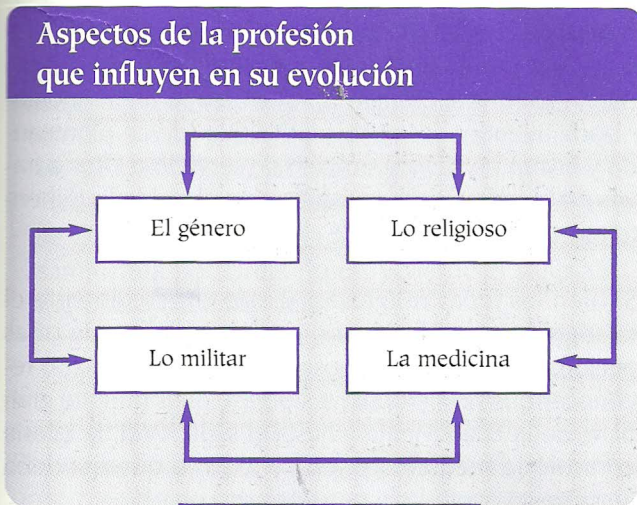 Aspectos de la profesión
que influyen en su evolución
El género
Lo religioso
Lo militar
La medicina